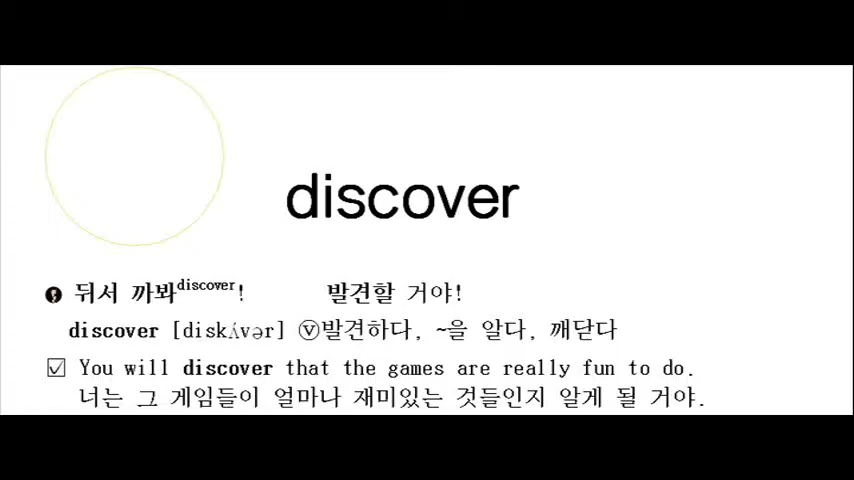 discover
뒤서 까봐discover! 발견할 거야!
discover [diskʎvər] ⓥ발견하다, ~을 알다, 깨닫다
☑ You will discover that the games are really fun to do.
너는 그 게임들이 얼마나 재미있는 것들인지 알게 될 거야.